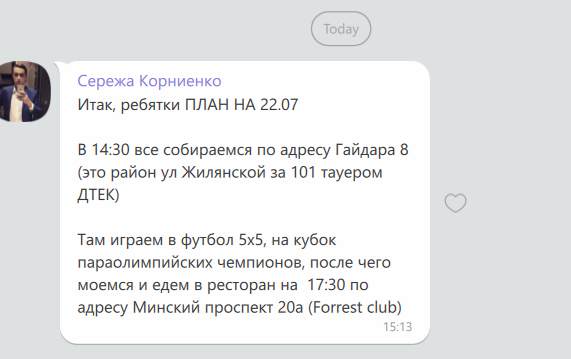 Today
Сережа Корниенко
Итак, ребятки ПЛАН НА 22.07
В 14:30 все собираемся по адресу Гайдара 8
(это район ул Жилянской за 101 тауером
ДТЕК)
Там играем в футбол 5х5, на кубок
параолимпийских чемпионов, после чего
моемся и едем в ресторан на  17:30 по
адресу Минский проспект 20а (Forrest club)
15:13